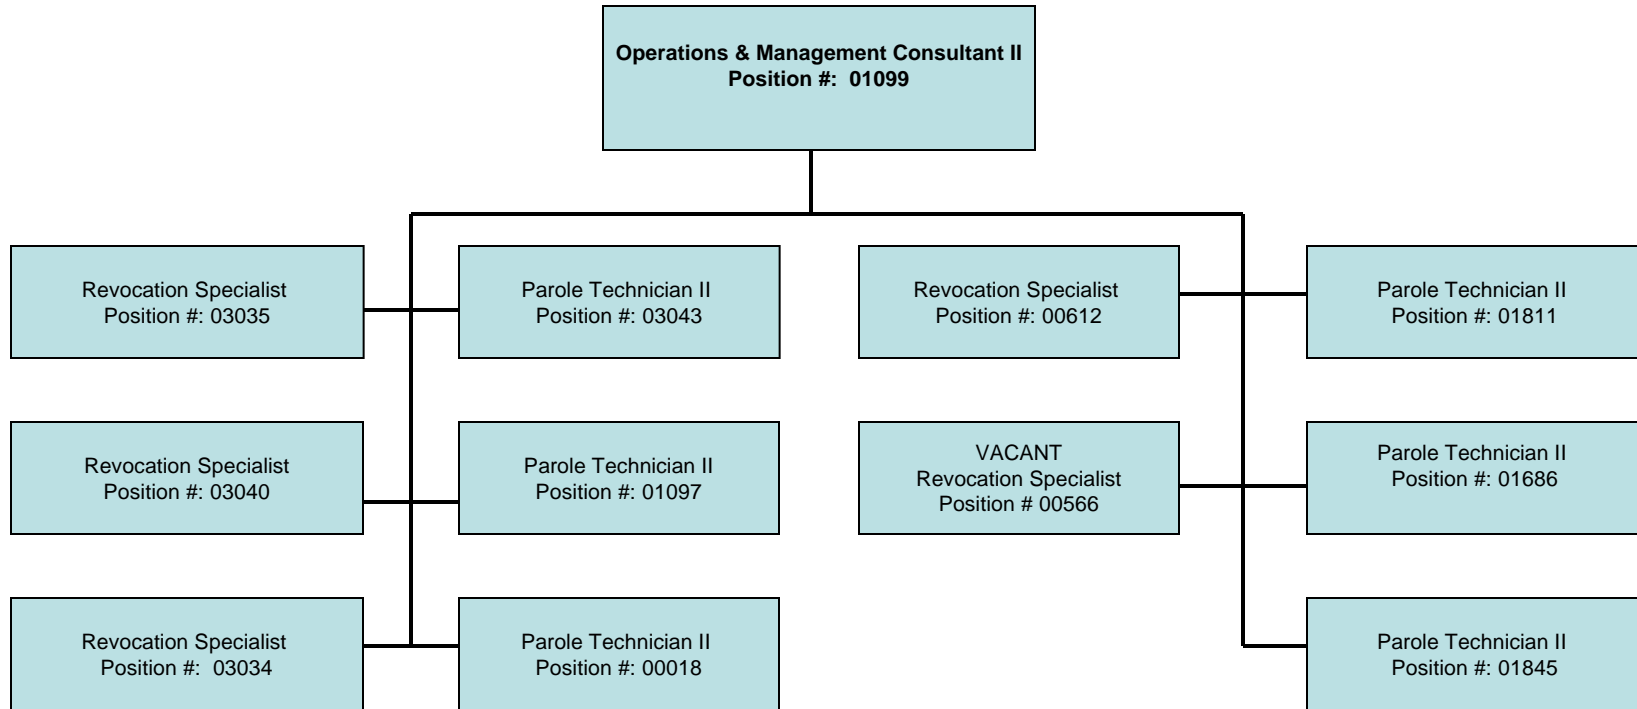 Operations & Management Consultant II
Position #:  01099
Revocation Specialist
Position #: 03035
Parole Technician II
Position #: 03043
Revocation Specialist
Position #: 00612
Parole Technician II
Position #: 01811
Revocation Specialist
Position #: 03040
Parole Technician II
Position #: 01097
VACANT
Revocation Specialist
Position # 00566
Parole Technician II
Position #: 01686
Revocation Specialist
Position #:  03034
Parole Technician II
Position #: 00018
Parole Technician II
Position #: 01845